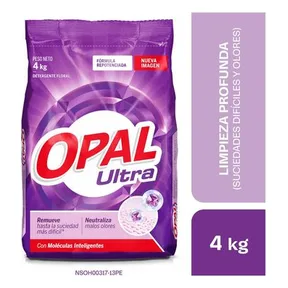 PESO NETO
4 kg
DETERGENTE FLORAL
FÓRMULA
REPOTENCIADA
NUEVA
IMAGEN
OPAL
Ultra
Remueve
hasta la suciedad
más difícil*
Neutraliza
malos olores
Con Moléculas Inteligentes
NSOH00317-13PE
LIMPIEZA PROFUNDA
(SUCIEDADES DIFÍCILES Y OLORES)
4 kg